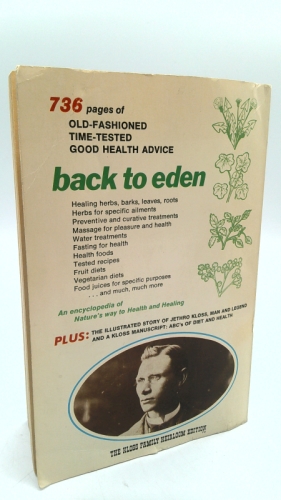 736 pages of
OLD-FASHIONED
TIME-TESTED
GOOD HEALTH ADVICE
back to eden
Healing herbs, barks, leaves, roots
Herbs for specific ailments
Preventive and curative treatments
Massage for pleasure and health
Water treatments
Fasting for health
Health foods
Tested recipes
Fruit diets
Vegetarian diets
Food juices for specific purposes
. . . and much, much more
An encyclopedia of
Nature's way to Health and Healing
PLUS: THE ILLUSTRATED STORY OF JETHRO KLOSS, MAN AND LEGEND
AND A KLOSS MANUSCRIPT: ABC's OF DIET AND HEALTH
THE KLOSS FAMILY HEIRLOOM EDITION